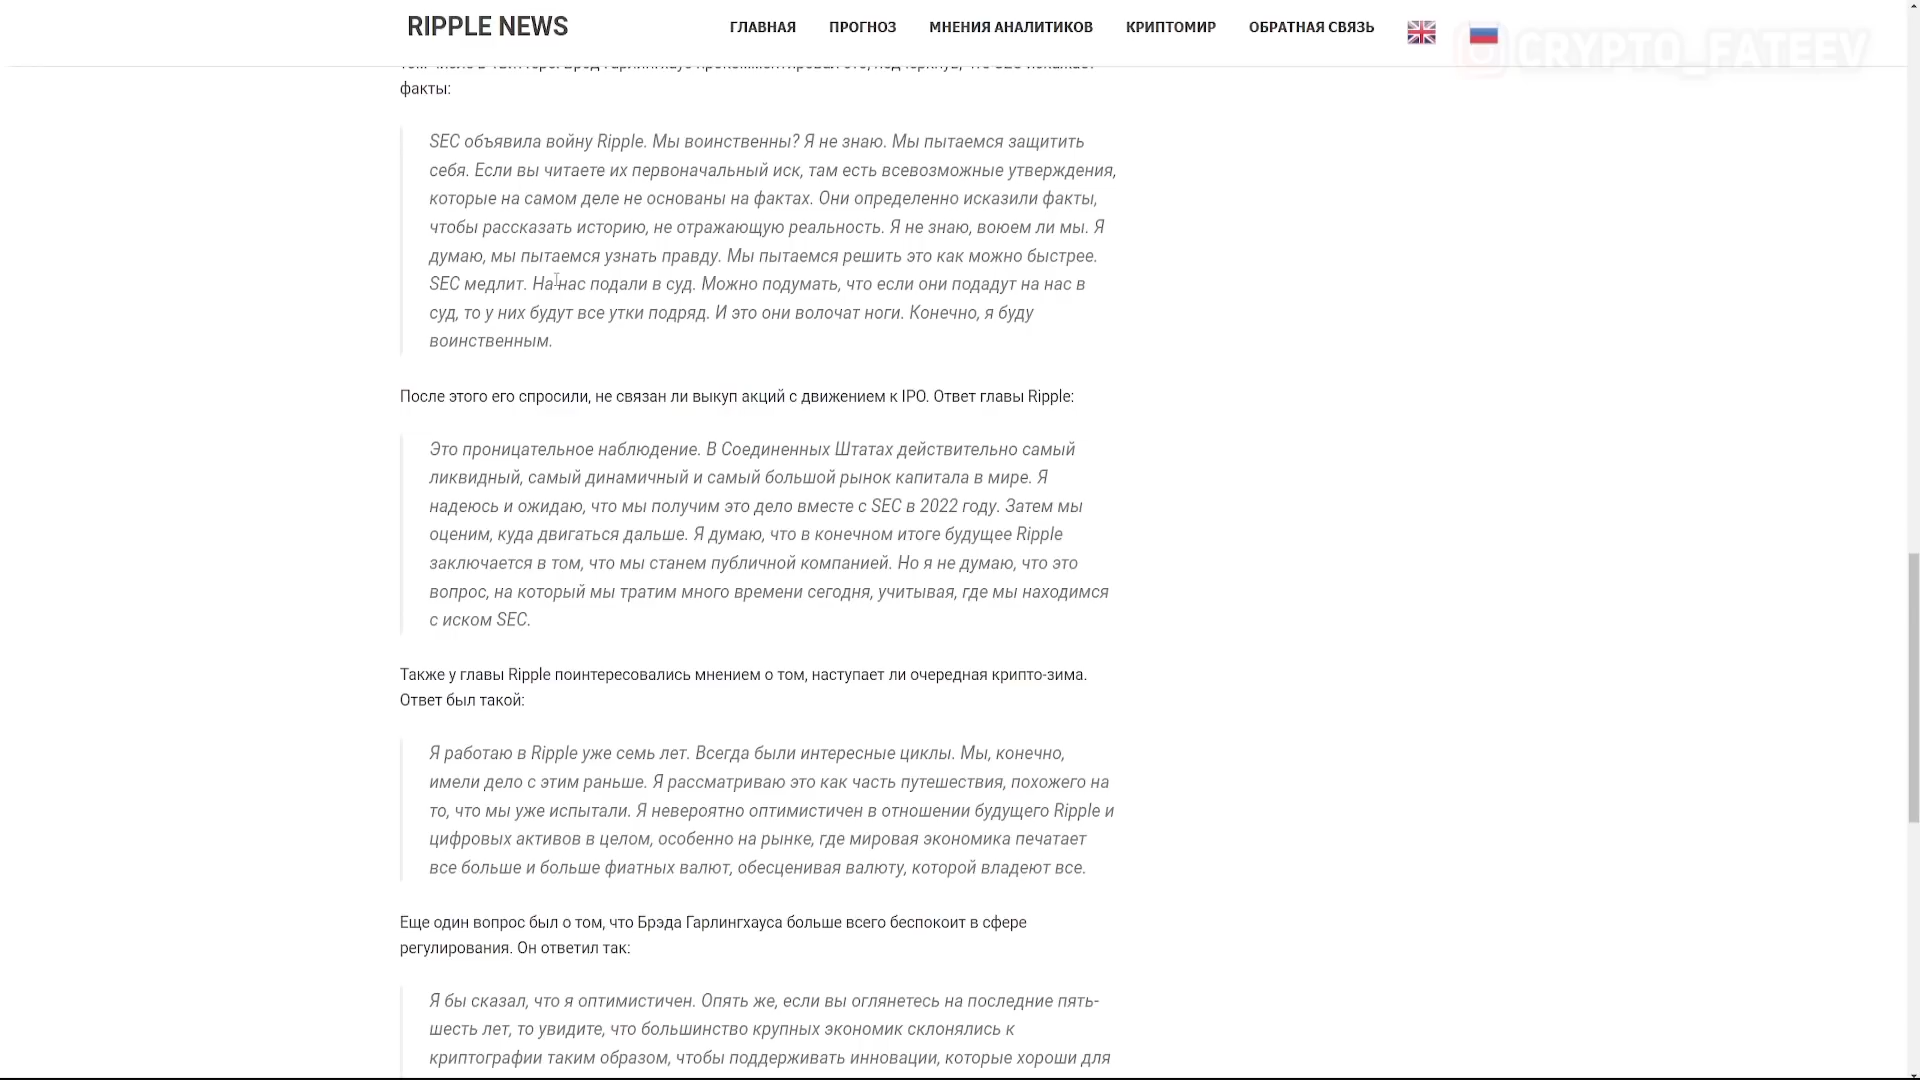 RIPPLE NEWS
ГЛАВНАЯ ПРОГНОЗ МНЕНИЯ АНАЛИТИКОВ КРИПТОМИР ОБРАТНАЯ СВЯЗЬ
CRYPTO_FATEEV
факты:
SEC объявила войну Ripple. Мы воинственны? Я не знаю. Мы пытаемся защитить
себя. Если вы читаете их первоначальный иск, там есть всевозможные утверждения,
которые на самом деле не основаны на фактах. Они определенно исказили факты,
чтобы рассказать историю, не отражающую реальность. Я не знаю, воюем ли мы. Я
думаю, мы пытаемся узнать правду. Мы пытаемся решить это как можно быстрее.
SEC медлит. На нас подали в суд. Можно подумать, что если они подадут на нас в
суд, то у них будут все утки подряд. И это они волочат ноги. Конечно, я буду
воинственным.
После этого его спросили, не связан ли выкуп акций с движением к IPO. Ответ главы Ripple:
Это проницательное наблюдение. В Соединенных Штатах действительно самый
ликвидный, самый динамичный и самый большой рынок капитала в мире. Я
надеюсь и ожидаю, что мы получим это дело вместе с SEC в 2022 году. Затем мы
оценим, куда двигаться дальше. Я думаю, что в конечном итоге будущее Ripple
заключается в том, что мы станем публичной компанией. Но я не думаю, что это
вопрос, на который мы тратим много времени сегодня, учитывая, где мы находимся
с иском SEC.
Также у главы Ripple поинтересовались мнением о том, наступает ли очередная крипто-зима.
Ответ был такой:
Я работаю в Ripple уже семь лет. Всегда были интересные циклы. Мы, конечно,
имели дело с этим раньше. Я рассматриваю это как часть путешествия, похожего на
то, что мы уже испытали. Я невероятно оптимистичен в отношении будущего Ripple и
цифровых активов в целом, особенно на рынке, где мировая экономика печатает
все больше и больше фиатных валют, обесценивая валюту, которой владеют все.
Еще один вопрос был о том, что Брэда Гарлингхауса больше всего беспокоит в сфере
регулирования. Он ответил так:
Я бы сказал, что я оптимистичен. Опять же, если вы оглянетесь на последние пять-
шесть лет, то увидите, что большинство крупных экономик склонялись к
криптографии таким образом, чтобы поддерживать инновации, которые хороши для